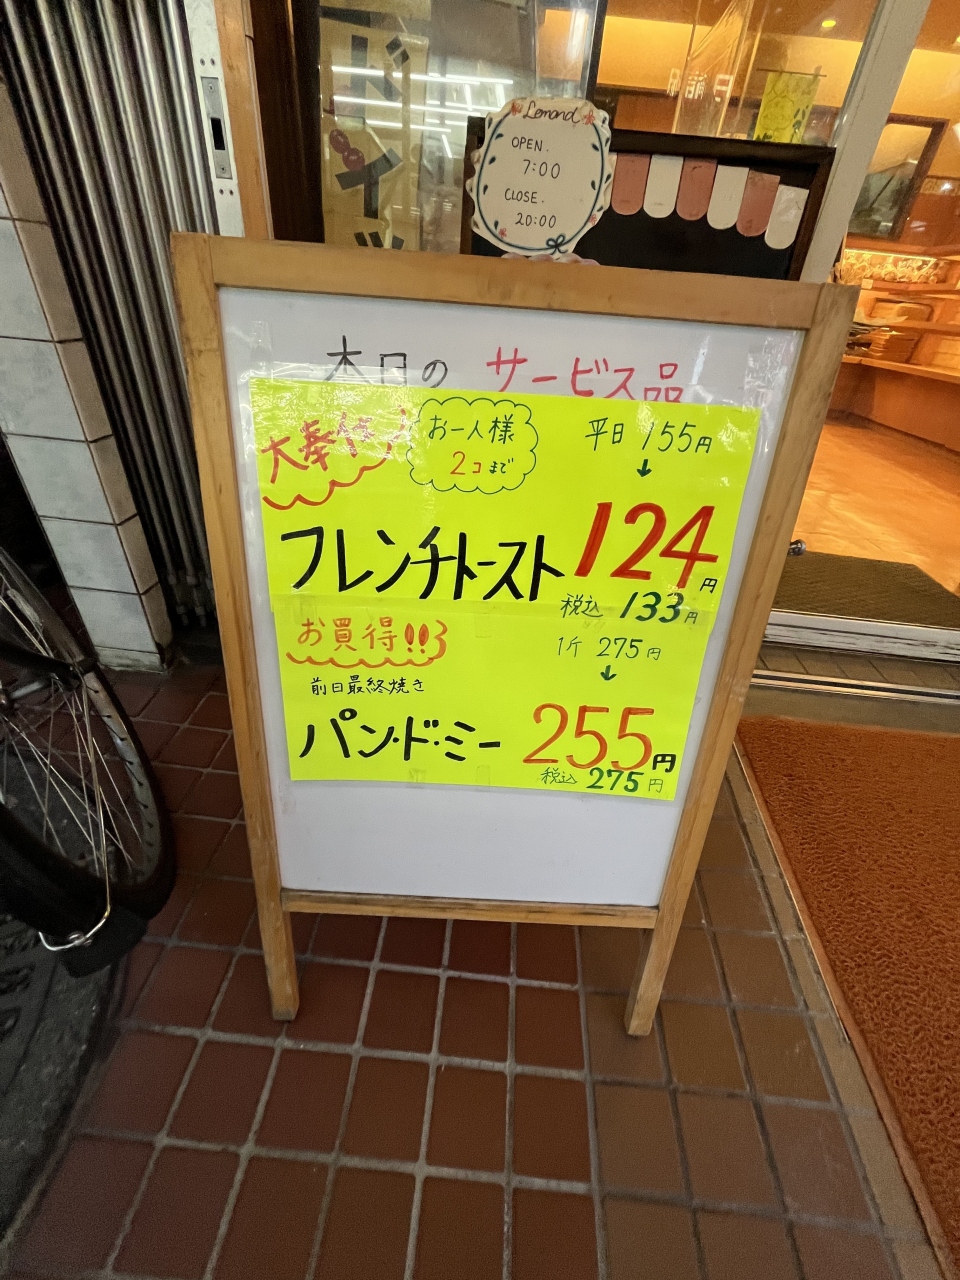 Lemond
OPEN.
7:00
CLOSE.
20:00
ドーナツ
本日の サービス品
大奉仕!
お一人様
2コまで
平日 155円
↓
フレンチトースト 124円
税込 133円
お買得!!
1斤 275円
↓
前日最終焼き
パン・ド・ミー 255円
税込 275円